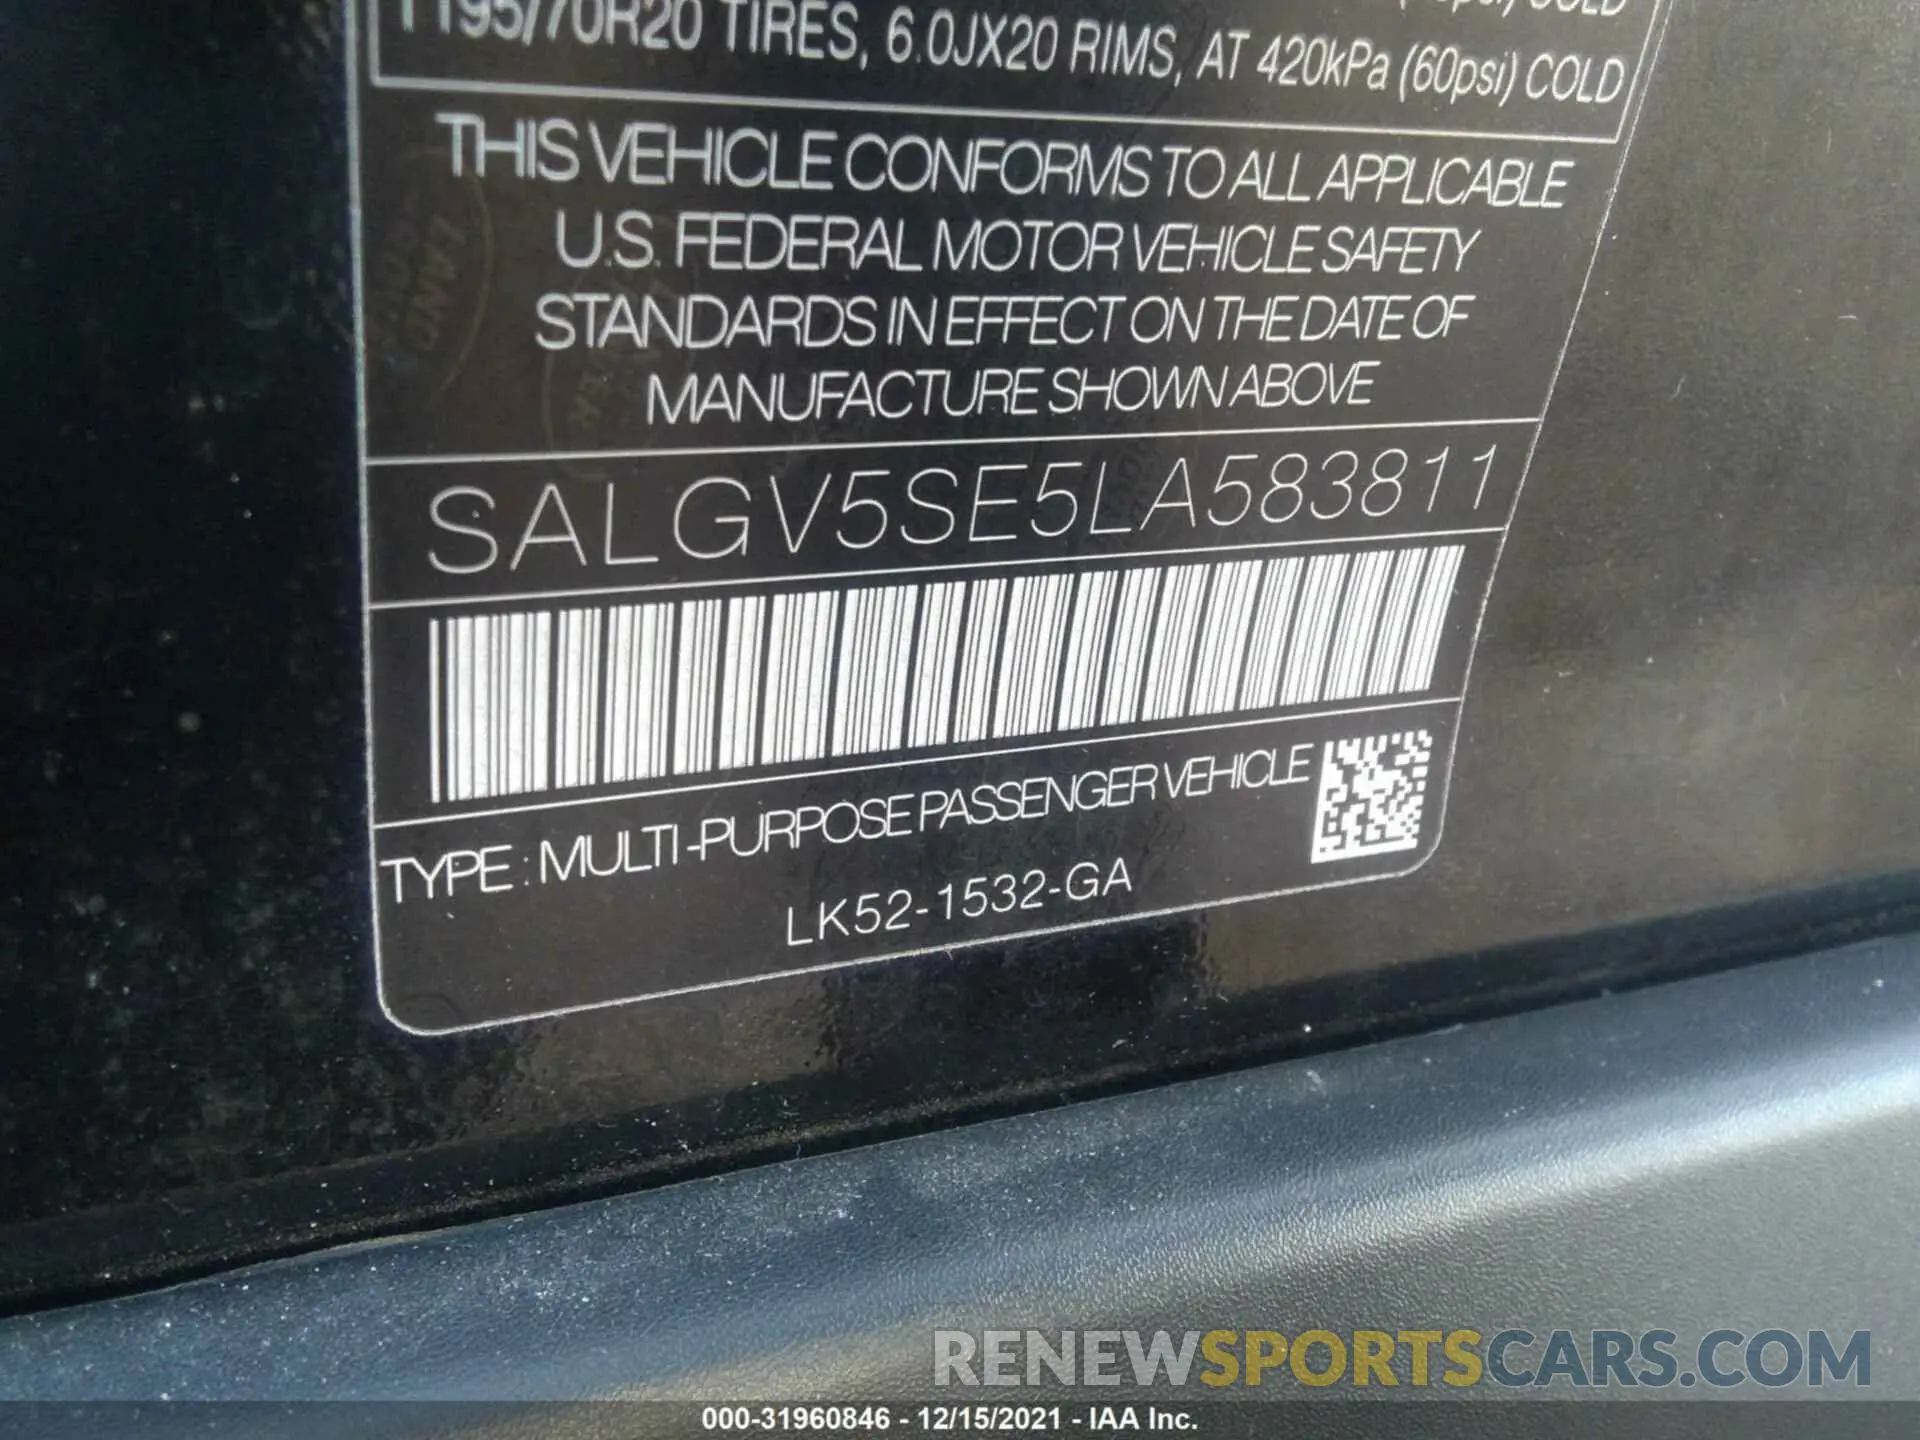 T195/70R20 TIRES, 6.0JX20 RIMS, AT 420kPa (60psi) COLD
THIS VEHICLE CONFORMS TO ALL APPLICABLE
U.S. FEDERAL MOTOR VEHICLE SAFETY
STANDARDS IN EFFECT ON THE DATE OF
MANUFACTURE SHOWN ABOVE
SALGV5SE5LA583811
TYPE : MULTI-PURPOSE PASSENGER VEHICLE
LK52-1532-GA
RENEWSPORTSCARS.COM
000-31960846 - 12/15/2021 - IAA Inc.